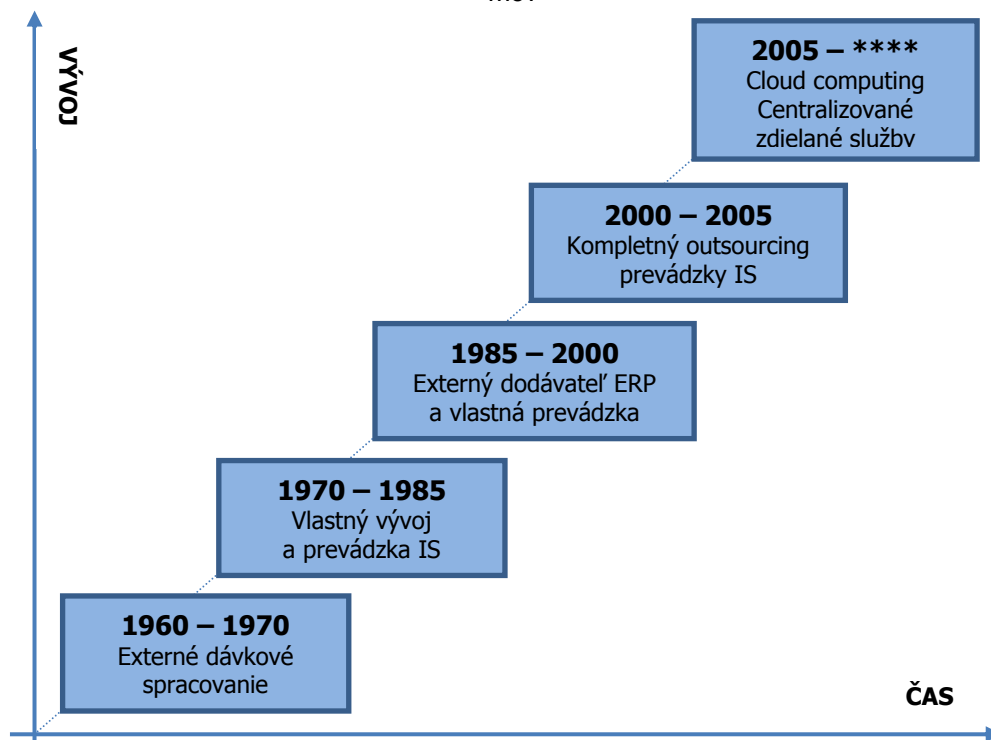 VÝVOJ
2005 – ****
Cloud computing
Centralizované
zdielané služby
2000 – 2005
Kompletný outsourcing
prevádzky IS
1985 – 2000
Externý dodávateľ ERP
a vlastná prevádzka
1970 – 1985
Vlastný vývoj
a prevádzka IS
1960 – 1970
Externé dávkové
spracovanie
ČAS